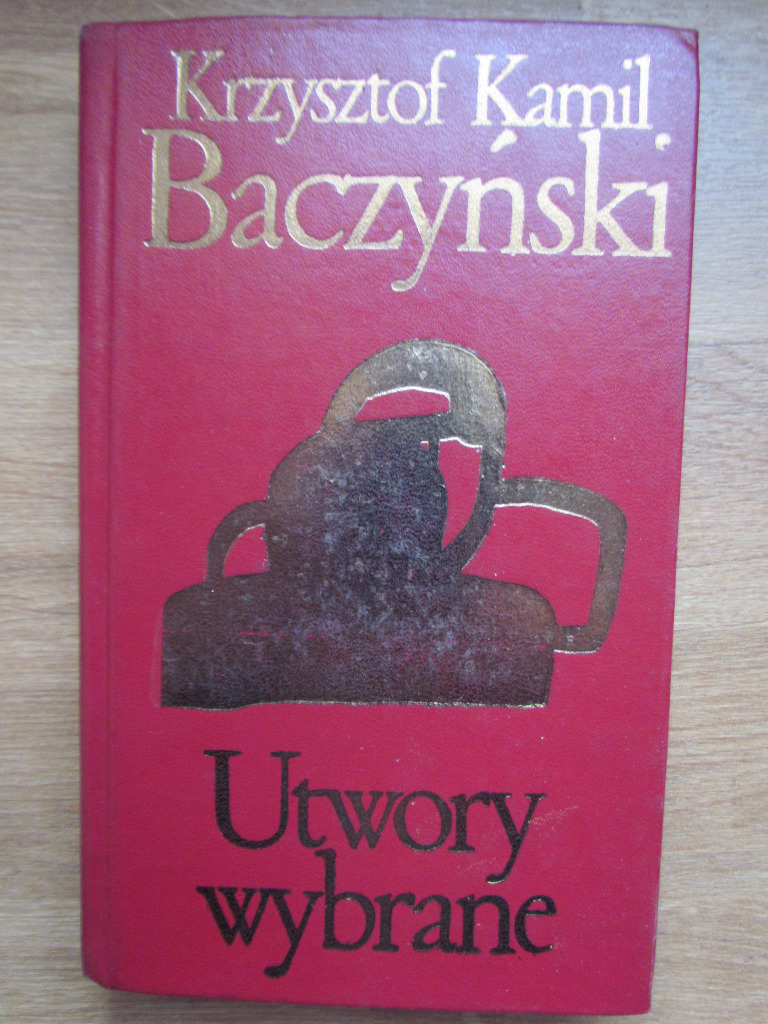 Krzysztof Kamil
Baczyński
Utwory
wybrane